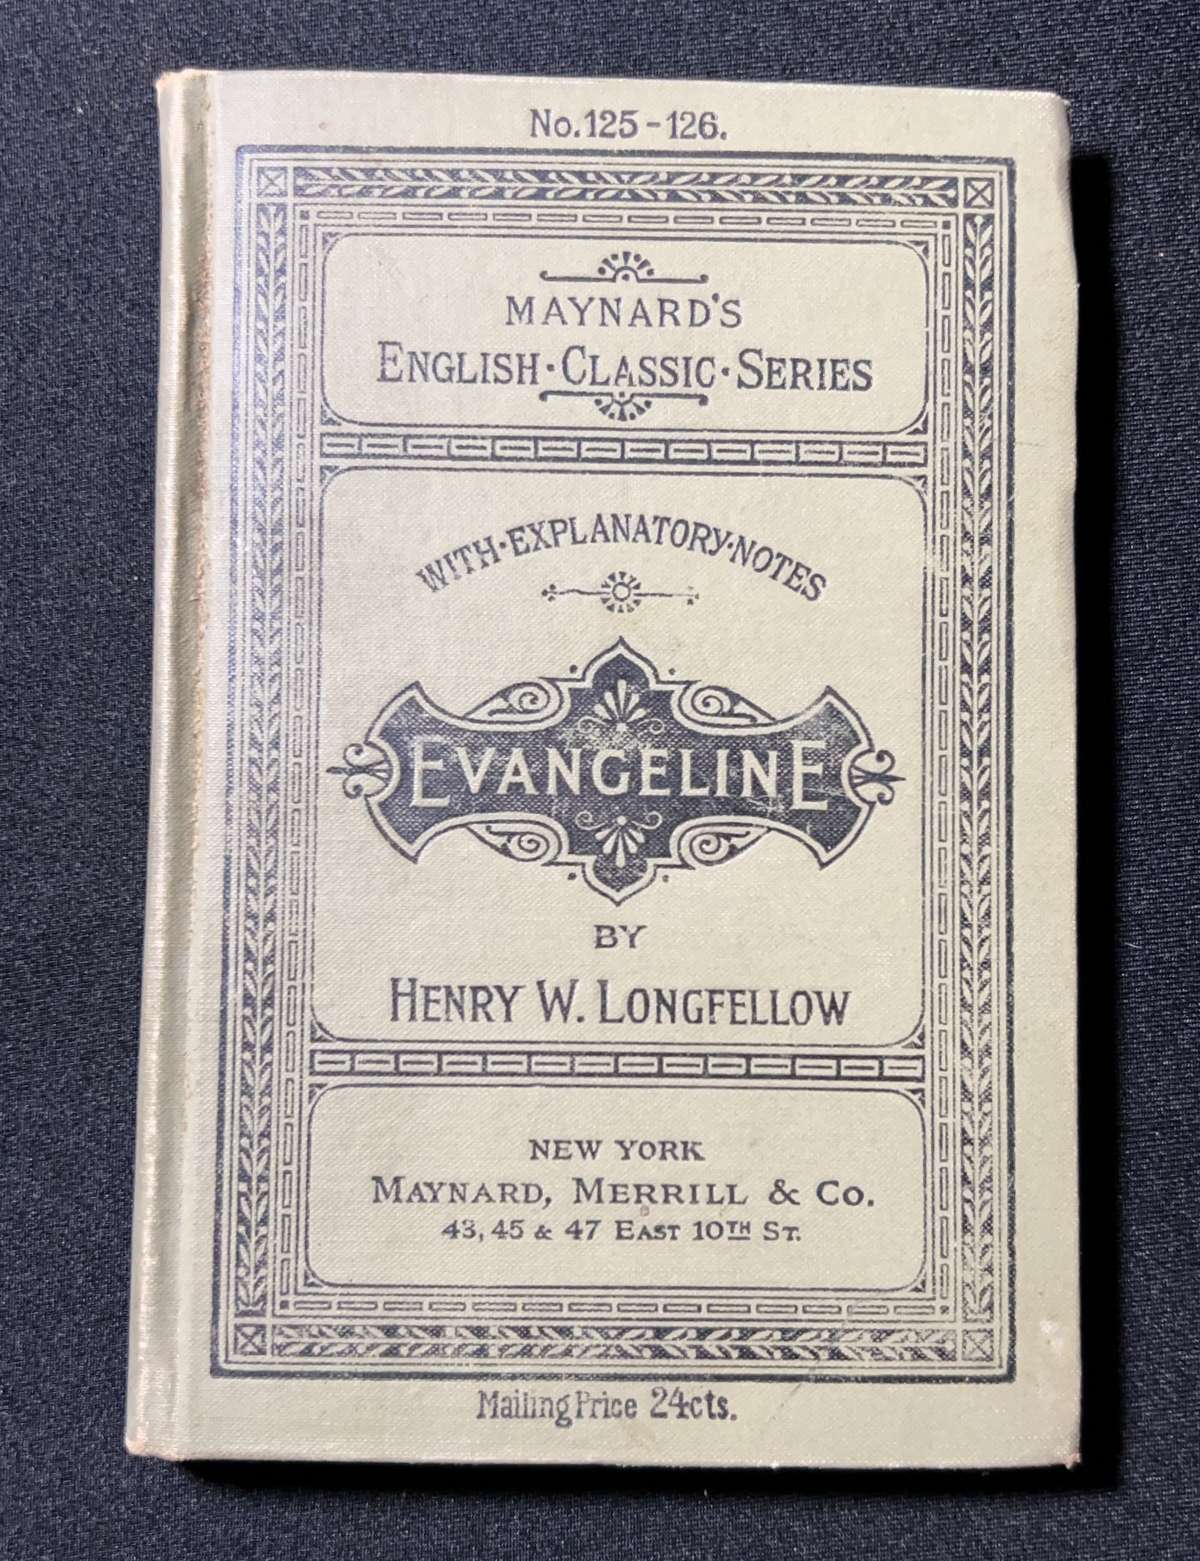 No. 125-126.
MAYNARD'S
ENGLISH·CLASSIC·SERIES
WITH·EXPLANATORY·NOTES
EVANGELINE
BY
HENRY W. LONGFELLOW
NEW YORK
MAYNARD, MERRILL & CO.
43, 45 & 47 EAST 10TH ST.
Mailing Price 24cts.